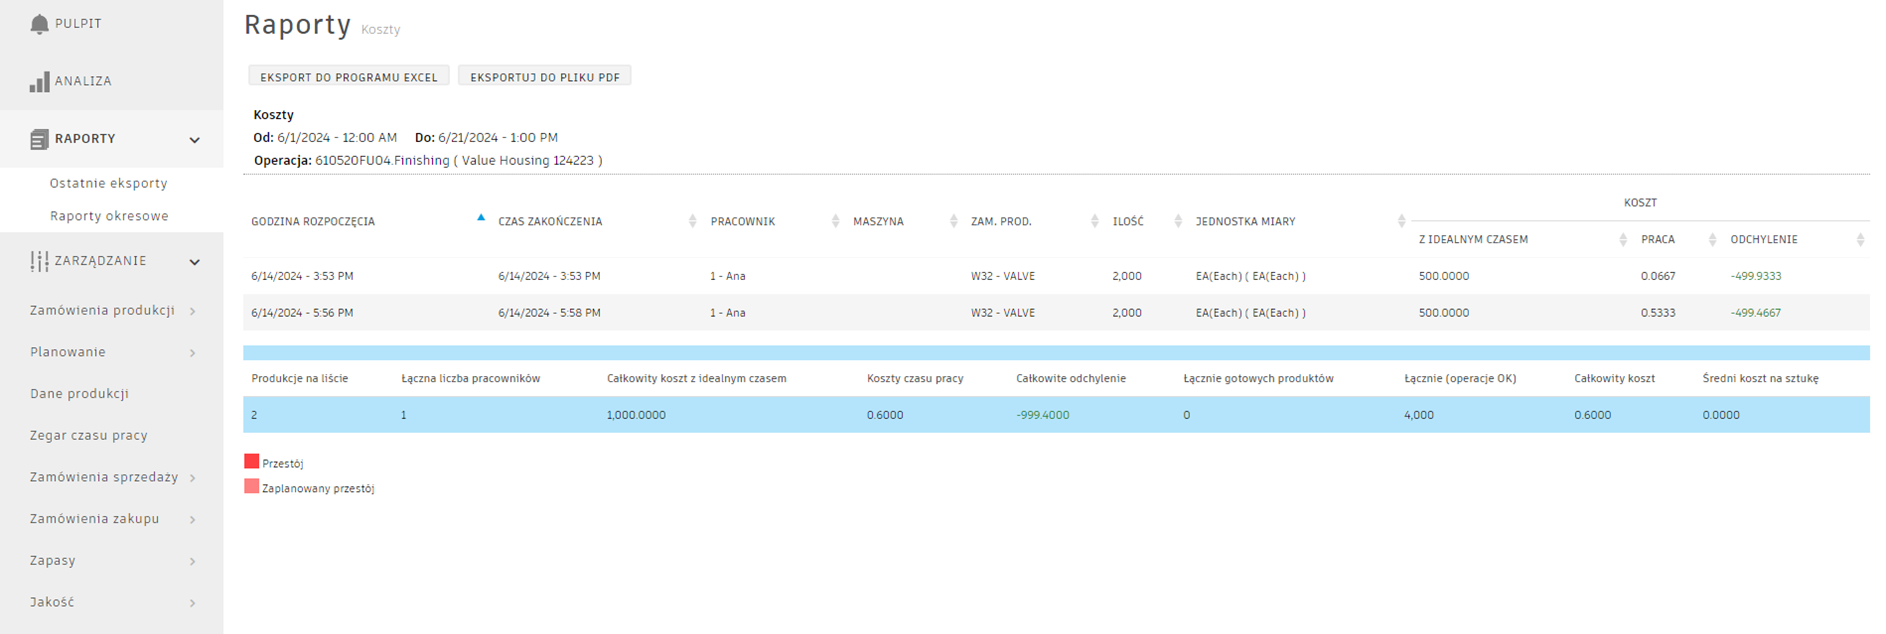 PULPIT
ANALIZA
RAPORTY
Ostatnie eksporty
Raporty okresowe
ZARZĄDZANIE
Zamówienia produkcji
Planowanie
Dane produkcji
Zegar czasu pracy
Zamówienia sprzedaży
Zamówienia zakupu
Zapasy
Jakość
Raporty Koszty
EKSPORT DO PROGRAMU EXCEL EKSPORTUJ DO PLIKU PDF
Koszty
Od: 6/1/2024 - 12:00 AM Do: 6/21/2024 - 1:00 PM
Operacja: 610520FU04.Finishing ( Value Housing 124223 )
KOSZT
GODZINA ROZPOCZĘCIA CZAS ZAKOŃCZENIA PRACOWNIK MASZYNA ZAM. PROD. ILOŚĆ JEDNOSTKA MIARY
Z IDEALNYM CZASEM PRACA ODCHYLENIE
6/14/2024 - 3:53 PM 6/14/2024 - 3:53 PM 1 - Ana W32 - VALVE 2,000 EA(Each) ( EA(Each) ) 500.0000 0.0667 -499.9333
6/14/2024 - 5:56 PM 6/14/2024 - 5:58 PM 1 - Ana W32 - VALVE 2,000 EA(Each) ( EA(Each) ) 500.0000 0.5333 -499.4667
Produkcje na liście Łączna liczba pracowników Całkowity koszt z idealnym czasem Koszty czasu pracy Całkowite odchylenie Łącznie gotowych produktów Łącznie (operacje OK) Całkowity koszt Średni koszt na sztukę
2 1 1,000.0000 0.6000 -999.4000 0 4,000 0.6000 0.0000
Przestój
Zaplanowany przestój